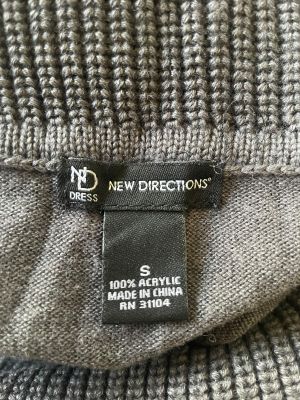 ND
DRESS
NEW DIRECTIONS®
S
100% ACRYLIC
MADE IN CHINA
RN 31104